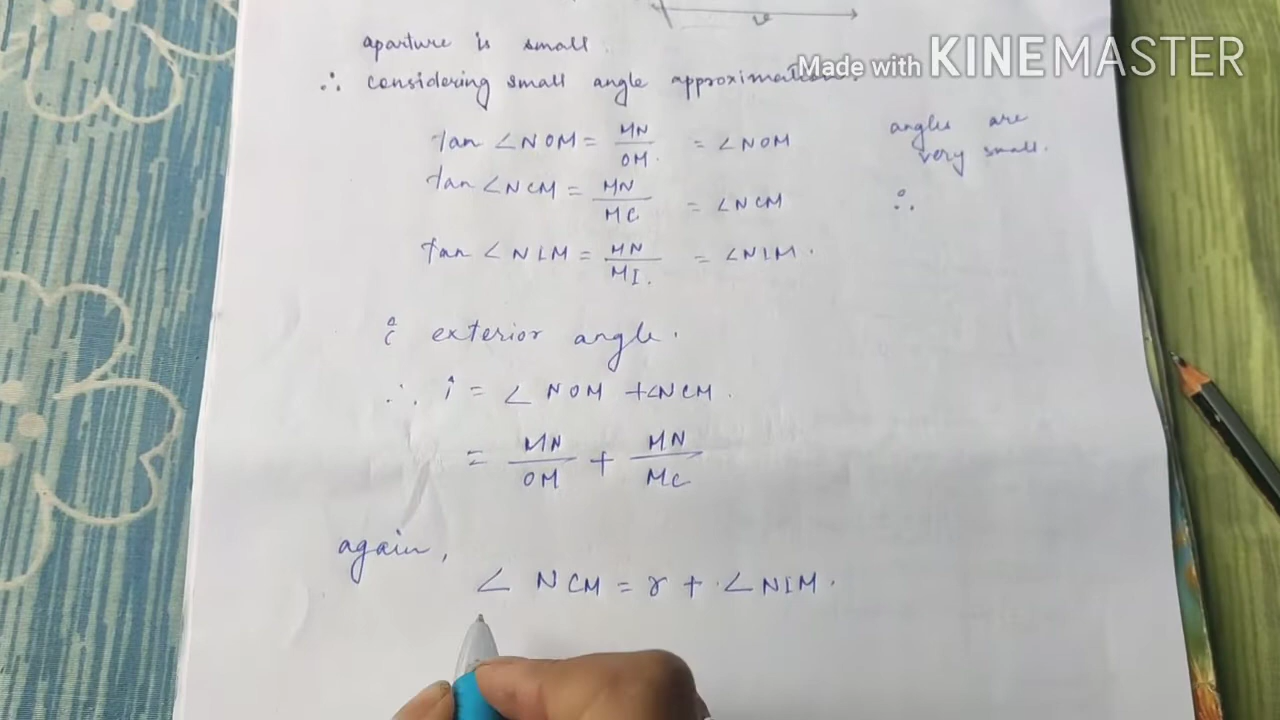 aparture is small.
Made with KINEMASTER
∴ considering small angle approximation.
tan ∠NOM = MN/OM. = ∠NOM
angles are
very small.
tan ∠NCM = MN/MC = ∠NCM
∴
tan ∠NIM = MN/MI. = ∠NIM.
i exterior angle.
∴ i = ∠NOM + ∠NCM.
= MN/OM + MN/MC
again,
∠NCM = r + ∠NIM.